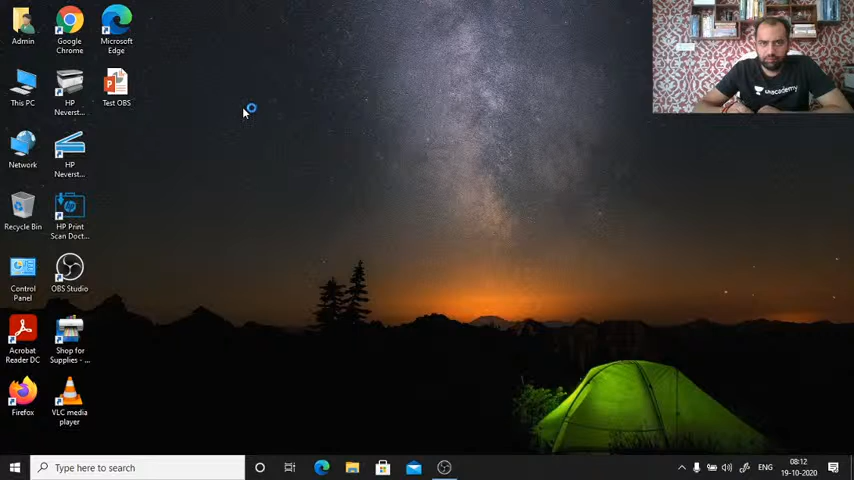 Admin
Google
Chrome
Microsoft
Edge
This PC
HP
Neverst...
Test OBS
Network
HP
Neverst...
Recycle Bin
HP Print
Scan Doct...
Control
Panel
OBS Studio
Acrobat
Reader DC
Shop for
Supplies - ...
Firefox
VLC media
player
unacademy
Type here to search
ENG
08:12
19-10-2020